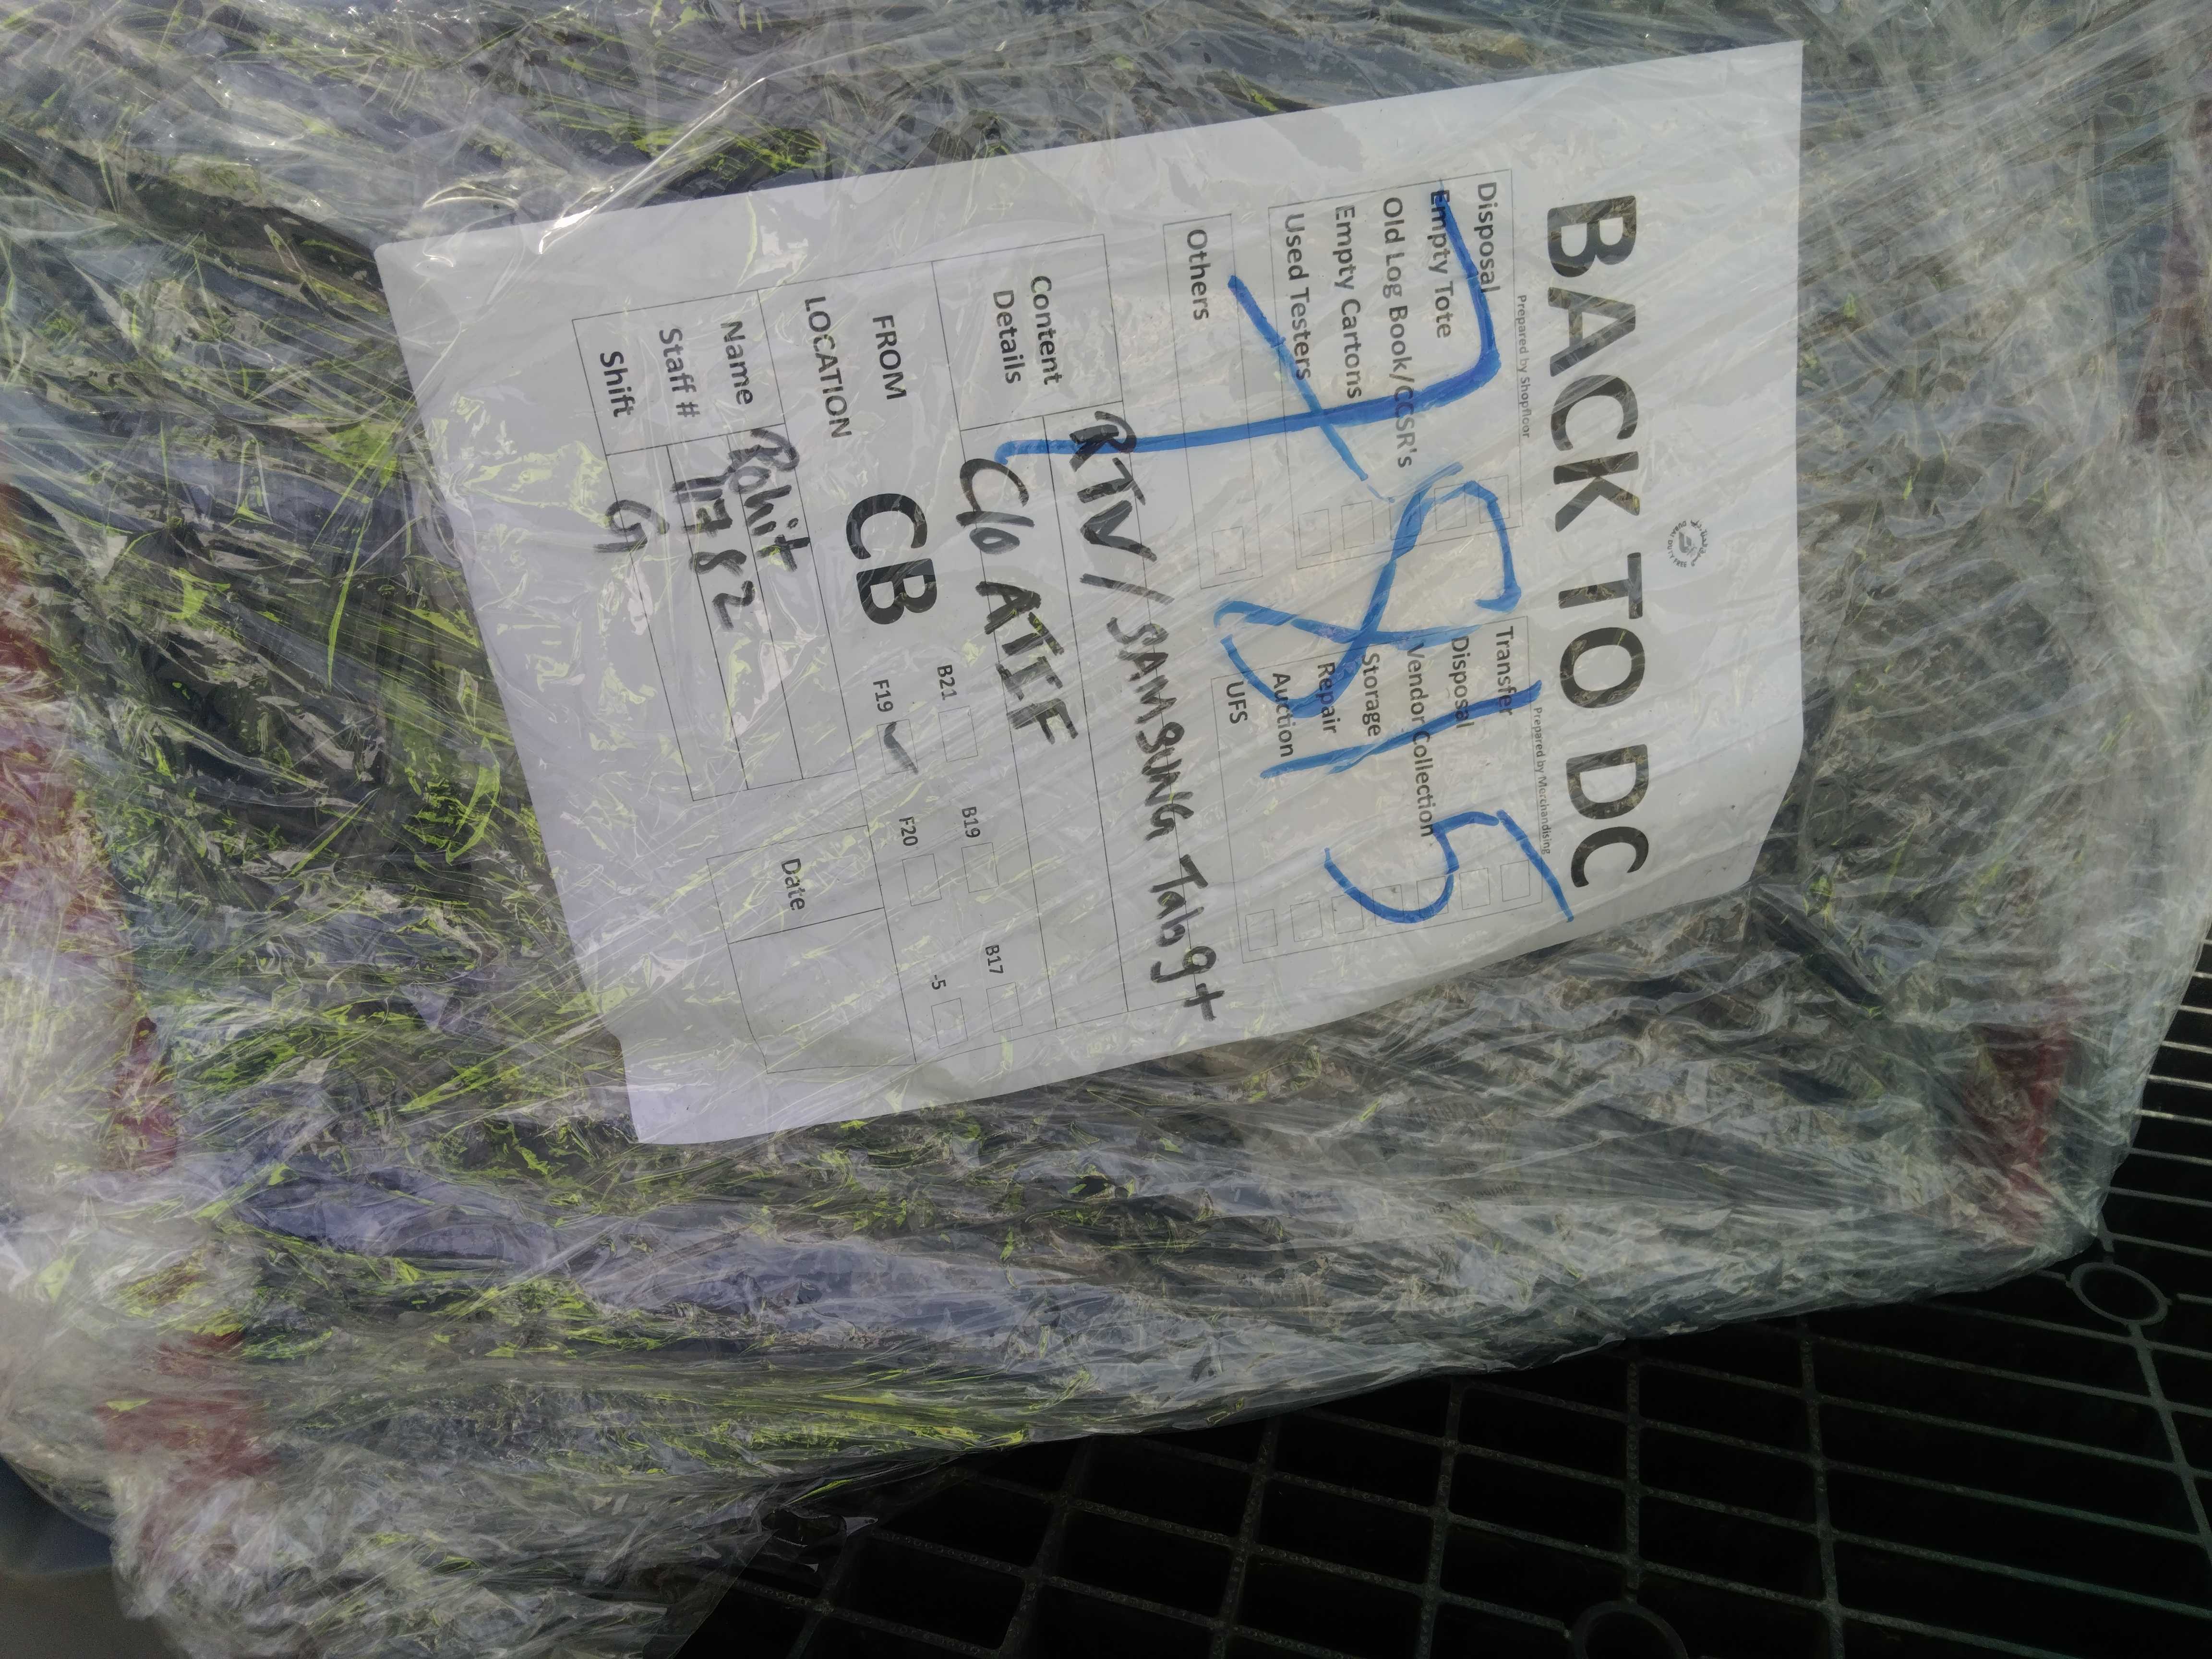 BACK TO DC
Prepared by Shopfloor
Prepared by Merchandising
Disposal
Empty Tote
Old Log Book/CCSR's
Empty Cartons
Used Testers
Others
Transfer
Disposal
Vendor Collection
Storage
Repair
Auction
UFS
7815
Content Details
RTV / SAMSUNG Tab 9+
C/o ATIF
FROM LOCATION
CB
B21
B19
B17
F19 ✓
F20
-5
Name
Rohit
Staff #
11782
Shift
G
Date